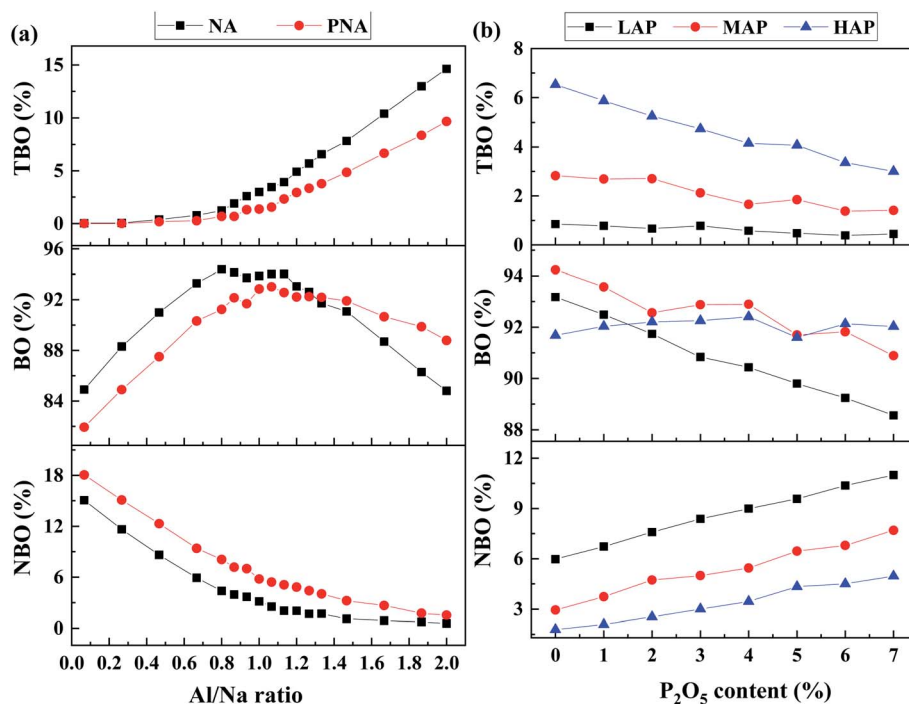 (a)
NA PNA
TBO (%)
15
10
5
0
BO (%)
96
92
88
84
NBO (%)
18
12
6
0
0.0 0.2 0.4 0.6 0.8 1.0 1.2 1.4 1.6 1.8 2.0
Al/Na ratio
(b)
LAP MAP HAP
TBO (%)
8
6
4
2
0
BO (%)
94
92
90
88
NBO (%)
12
9
6
3
0 1 2 3 4 5 6 7
P₂O₅ content (%)